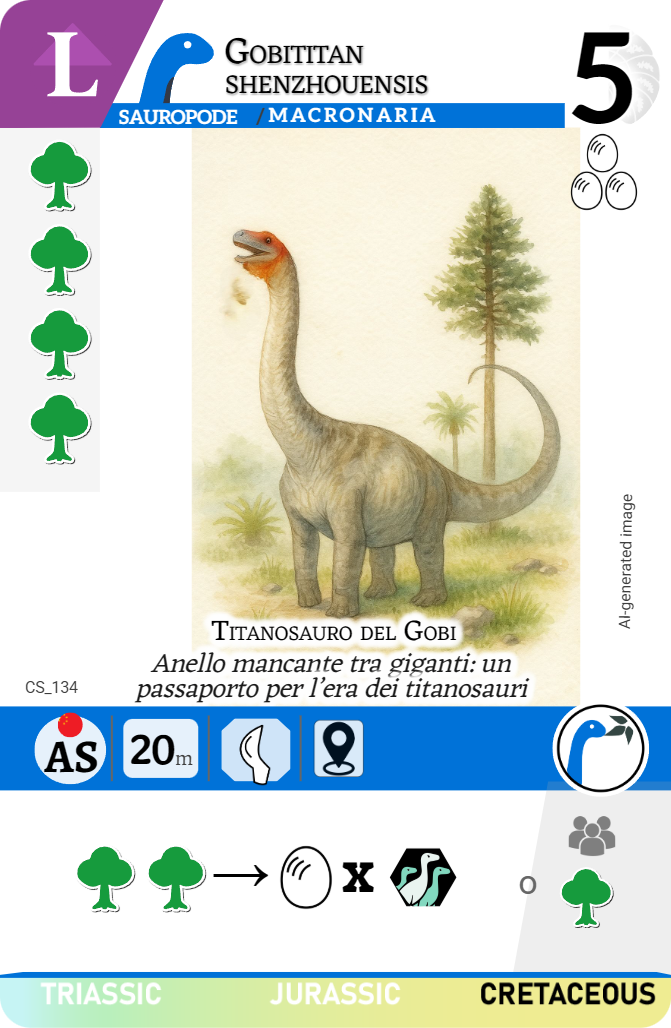 L
GOBITITAN
SHENZHOUENSIS
5
SAUROPODE / MACRONARIA
AI-generated image
TITANOSAURO DEL GOBI
Anello mancante tra giganti: un
passaporto per l'era dei titanosauri
CS_134
AS
20m
x
o
TRIASSIC JURASSIC CRETACEOUS